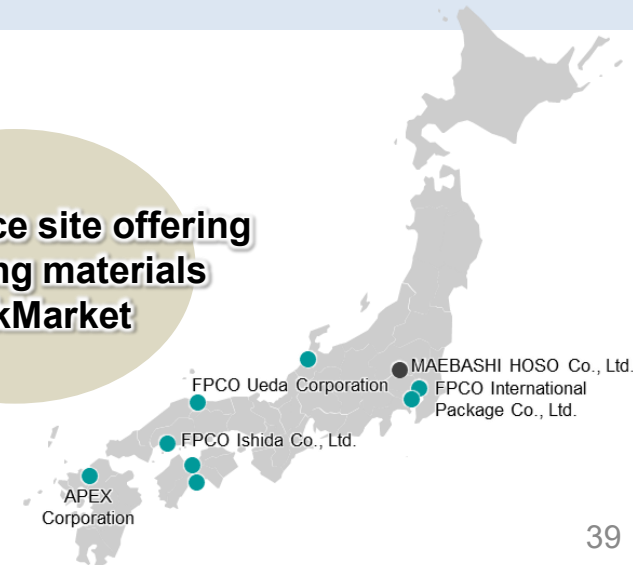 ce site offering
ng materials
kMarket
MAEBASHI HOSO Co., Ltd.
FPCO Ueda Corporation
FPCO International
Package Co., Ltd.
FPCO Ishida Co., Ltd.
APEX
Corporation
39